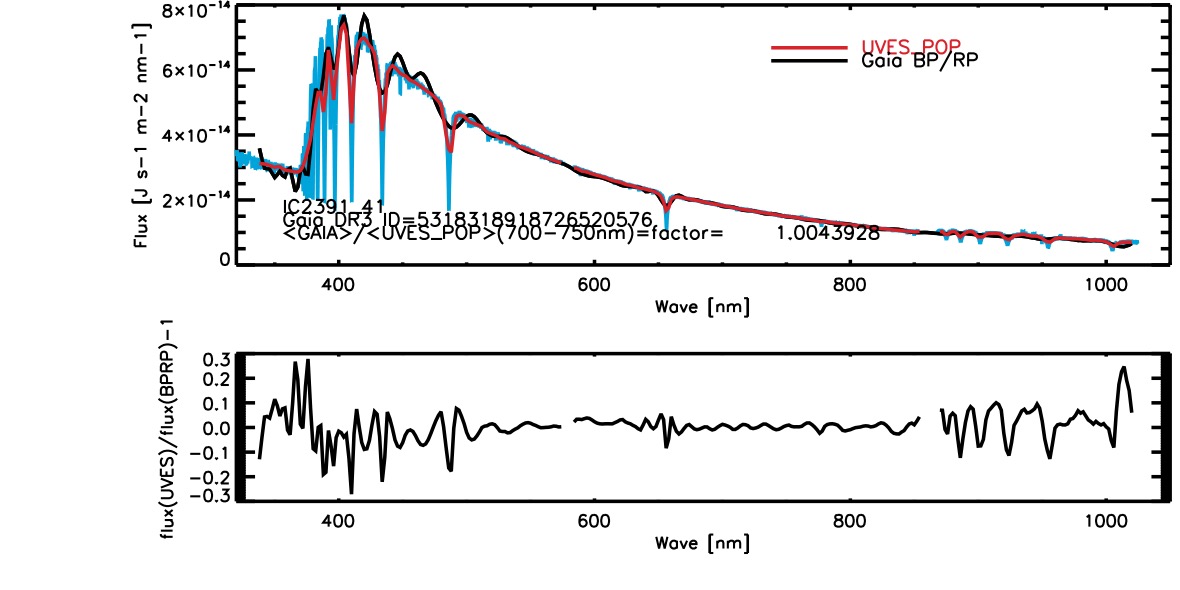 8×10⁻¹⁴
6×10⁻¹⁴
4×10⁻¹⁴
2×10⁻¹⁴
0
Flux [J s−1 m−2 nm−1]
UVES_POP
Gaia BP/RP
IC2391_41
Gaia DR3 ID=5318318918726520576
<GAIA>/<UVES_POP>(700−750nm)=factor= 1.0043928
400 600 800 1000
Wave [nm]
flux(UVES)/flux(BPRP)−1
0.3
0.2
0.1
0.0
−0.1
−0.2
−0.3
400 600 800 1000
Wave [nm]